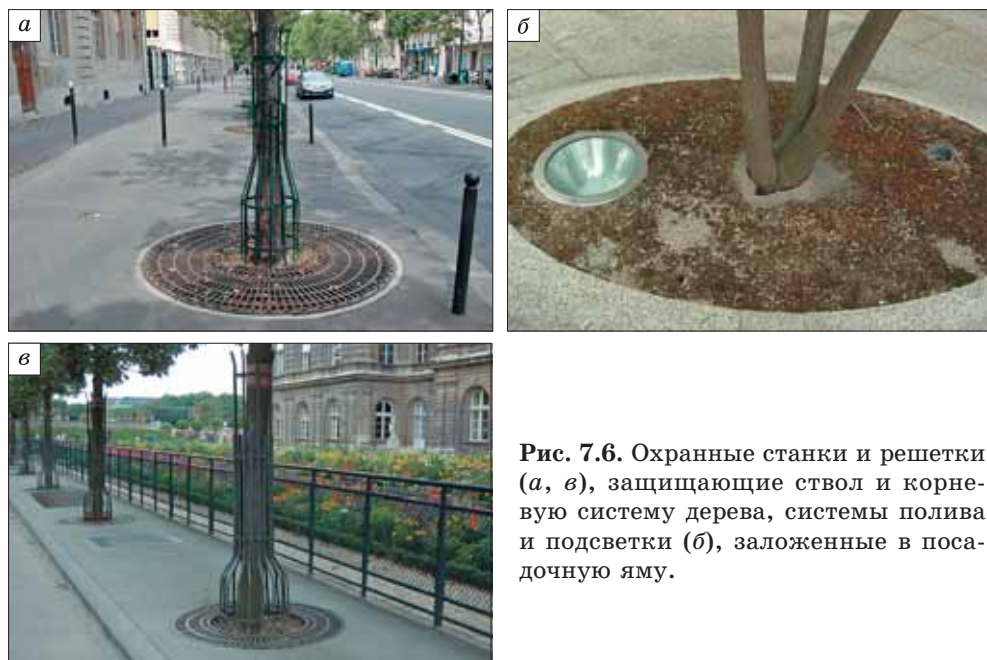 а
б
в
Рис. 7.6. Охранные станки и решетки
(а, в), защищающие ствол и корне-
вую систему дерева, системы полива
и подсветки (б), заложенные в поса-
дочную яму.